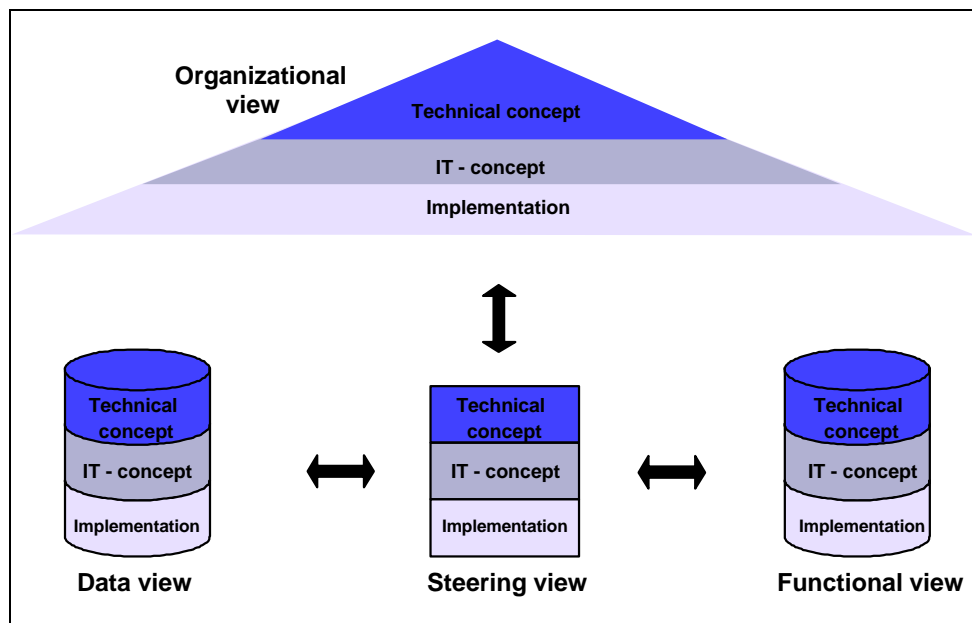 Organizational
view
Technical concept
IT - concept
Implementation
Technical
concept
IT - concept
Implementation
Data view
Technical
concept
IT - concept
Implementation
Steering view
Technical
concept
IT - concept
Implementation
Functional view